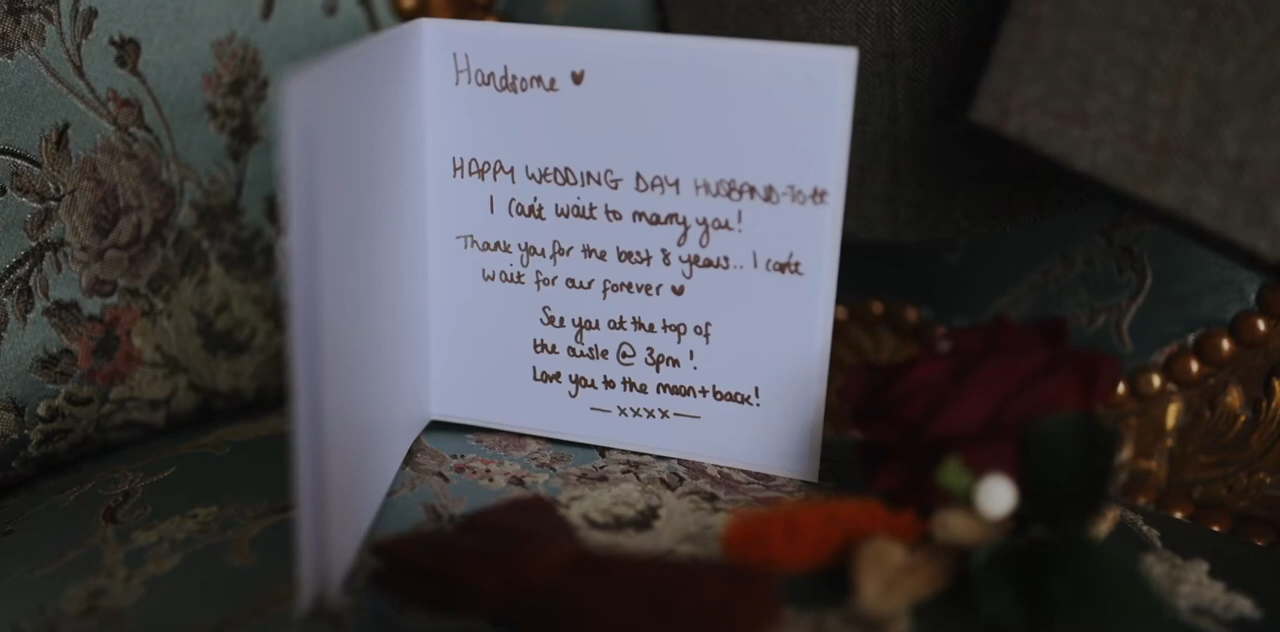 Handsome ♥
HAPPY WEDDING DAY HUSBAND-TO-BE
I can't wait to marry you!
Thank you for the best 8 years.. I can't
wait for our forever ♥
See you at the top of
the aisle @ 3pm!
Love you to the moon + back!
— xxxx —